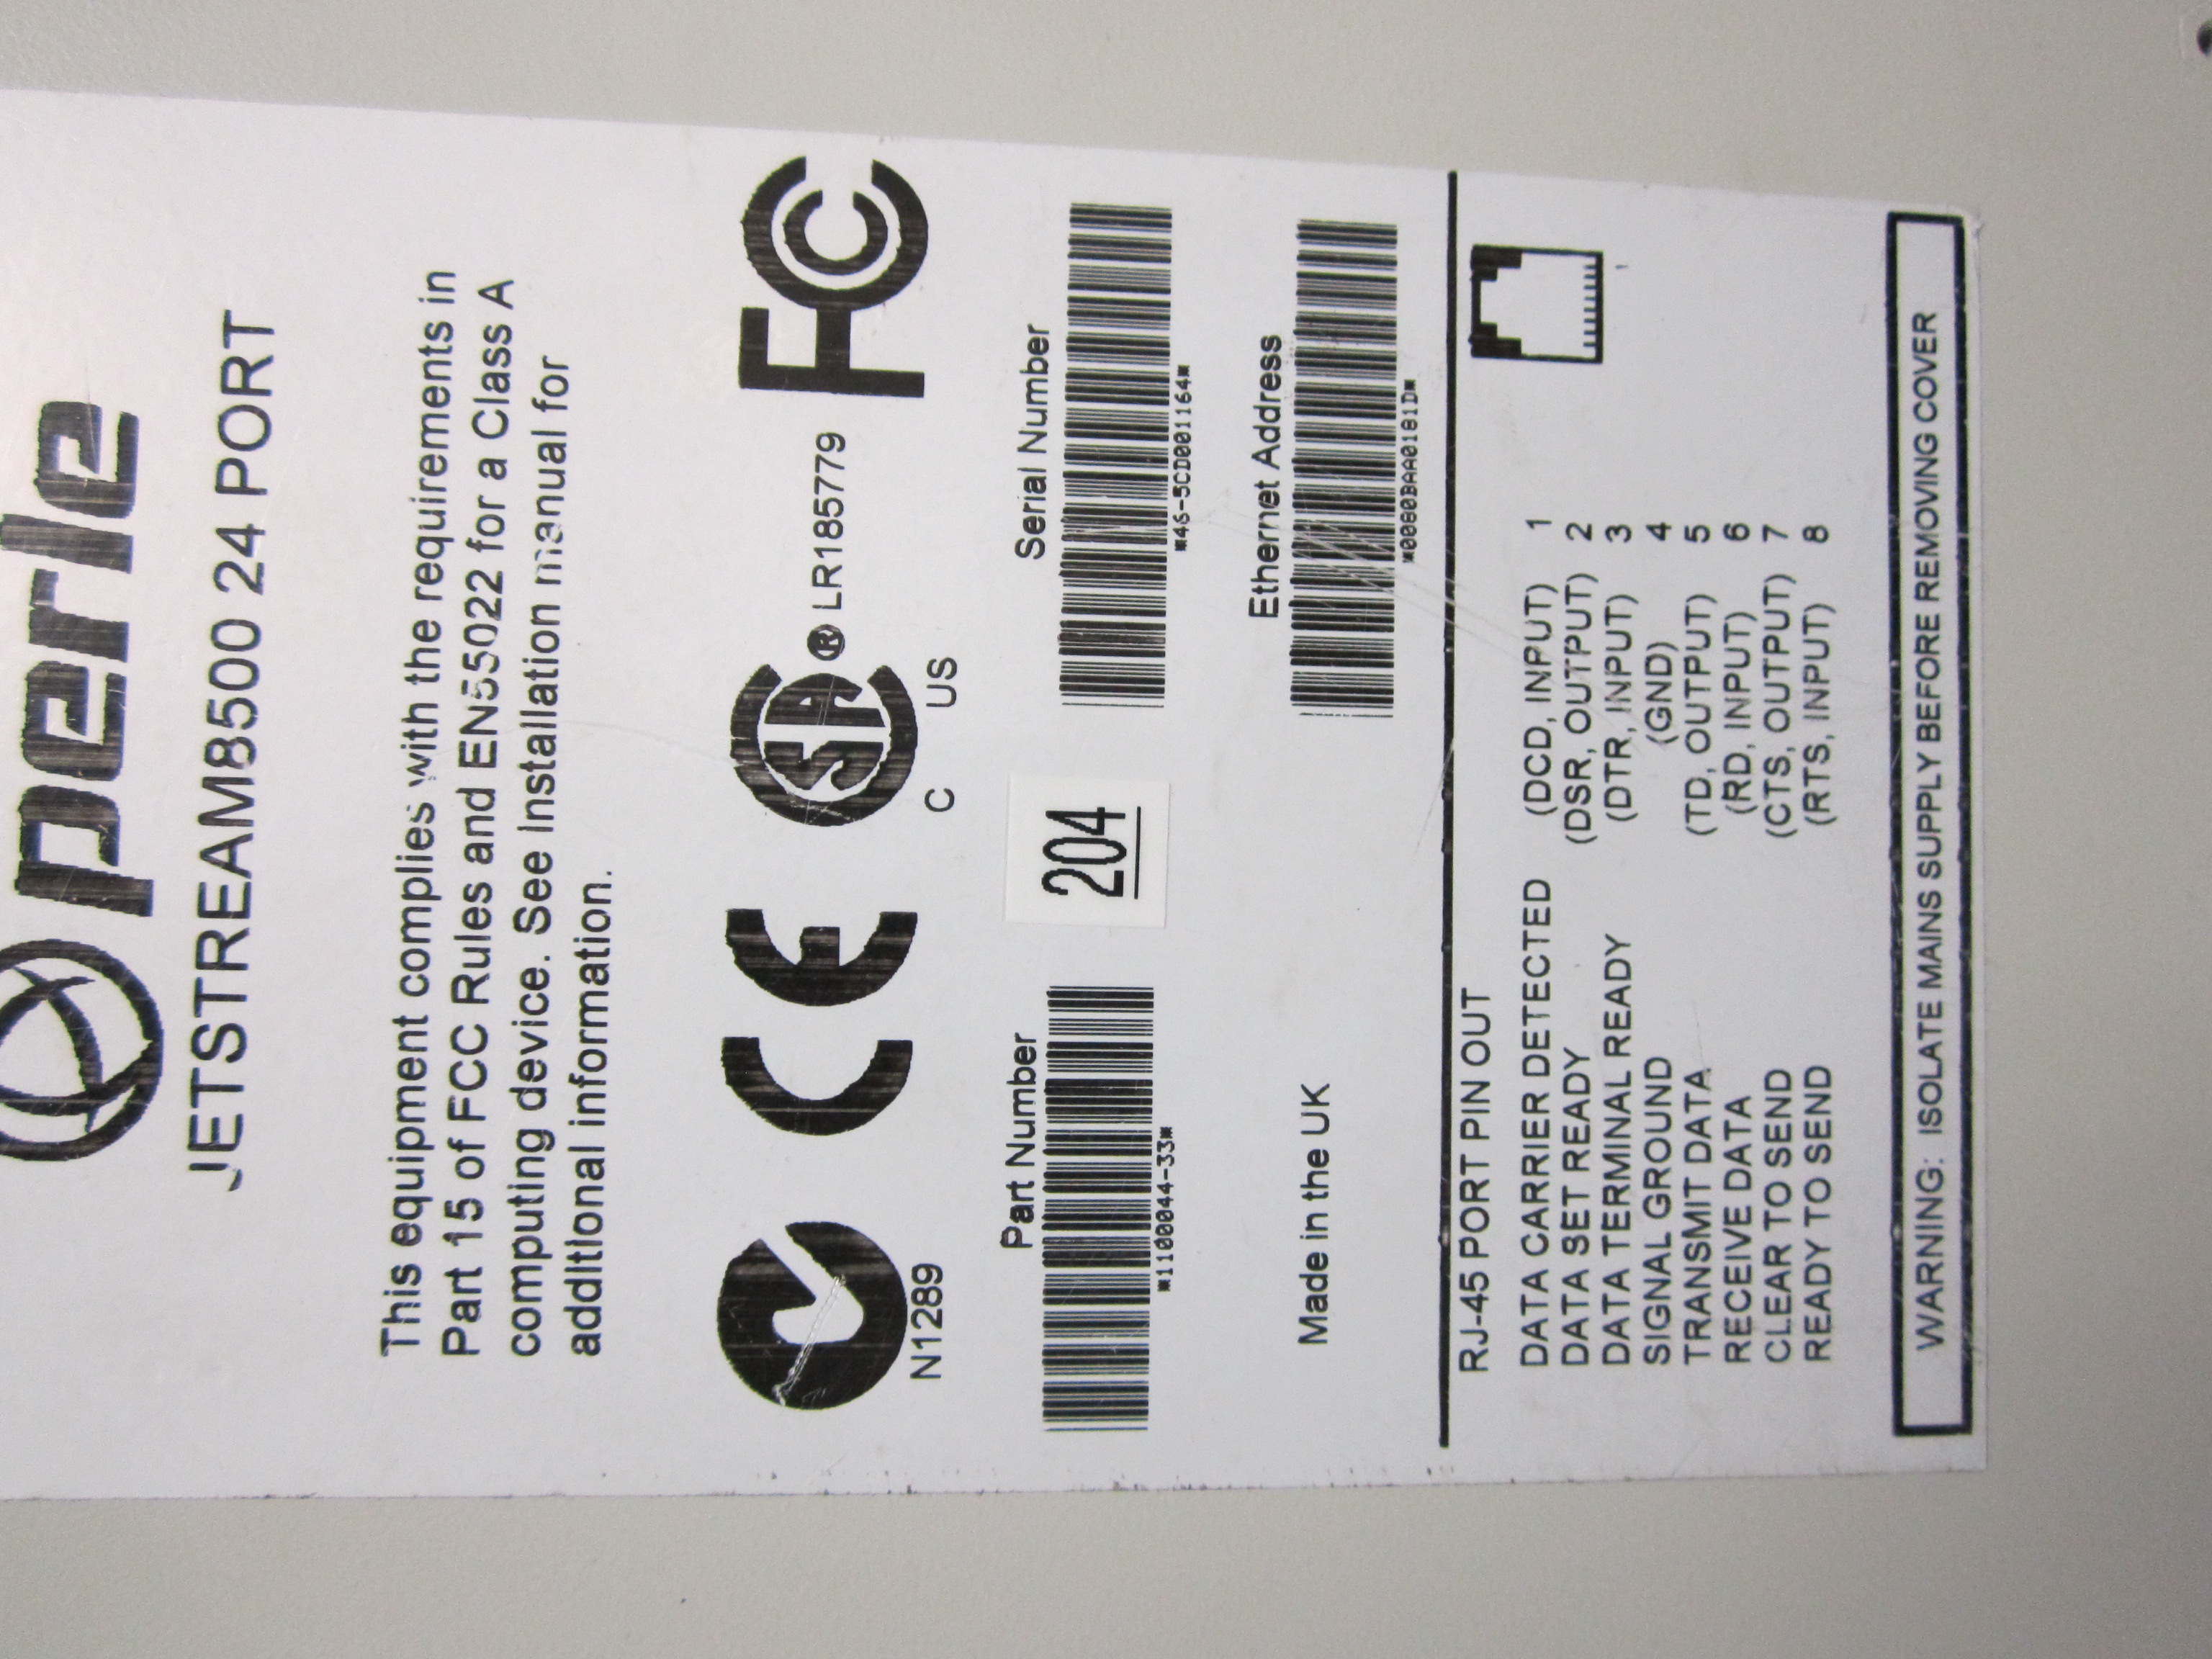 perle
JETSTREAM8500 24 PORT
This equipment complies with the requirements in
Part 15 of FCC Rules and EN55022 for a Class A
computing device. See Installation manual for
additional information.
N1289
CE
SA
® LR185779
C US
FC
Part Number
*1100044-33*
204
Serial Number
*46-5CD001164*
Made in the UK
Ethernet Address
*0080BAA0181D*
RJ-45 PORT PIN OUT
DATA CARRIER DETECTED (DCD, INPUT) 1
DATA SET READY (DSR, OUTPUT) 2
DATA TERMINAL READY (DTR, INPUT) 3
SIGNAL GROUND (GND) 4
TRANSMIT DATA (TD, OUTPUT) 5
RECEIVE DATA (RD, INPUT) 6
CLEAR TO SEND (CTS, OUTPUT) 7
READY TO SEND (RTS, INPUT) 8
1
WARNING: ISOLATE MAINS SUPPLY BEFORE REMOVING COVER